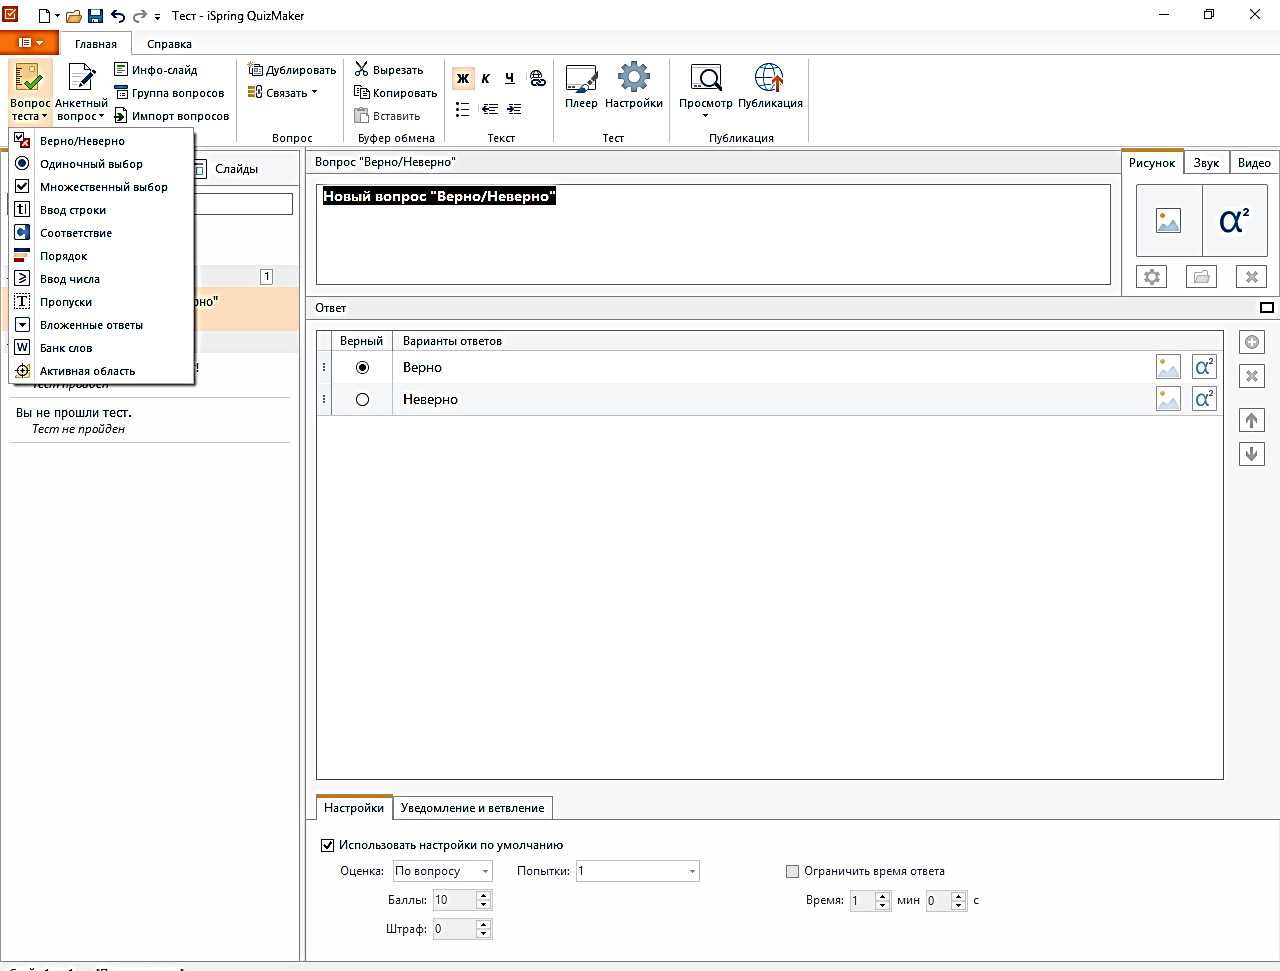 Тест - iSpring QuizMaker
Главная
Справка
Вопрос теста
Анкетный вопрос
Инфо-слайд
Группа вопросов
Импорт вопросов
Дублировать
Связать
Вопрос
Вырезать
Копировать
Вставить
Буфер обмена
Ж К Ч
Текст
Плеер
Настройки
Тест
Просмотр
Публикация
Публикация
Верно/Неверно
Одиночный выбор
Множественный выбор
Ввод строки
Соответствие
Порядок
Ввод числа
Пропуски
Вложенные ответы
Банк слов
Активная область
Слайды
1
Тест пройден
Вы не прошли тест.
Тест не пройден
Вопрос "Верно/Неверно"
Новый вопрос "Верно/Неверно"
Рисунок
Звук
Видео
α²
Ответ
Верный
Варианты ответов
Верно
α²
Неверно
α²
Настройки
Уведомление и ветвление
Использовать настройки по умолчанию
Оценка: По вопросу
Попытки: 1
Ограничить время ответа
Баллы: 10
Время: 1 мин 0 с
Штраф: 0